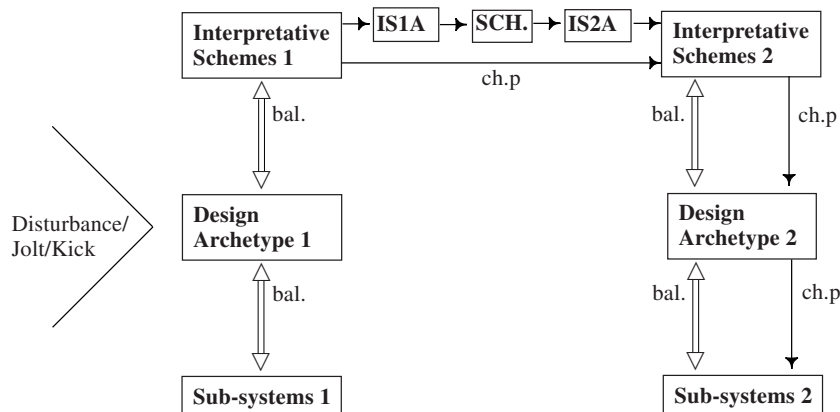 Interpretative
Schemes 1
IS1A
SCH.
IS2A
Interpretative
Schemes 2
ch.p
bal.
bal.
ch.p
Disturbance/
Jolt/Kick
Design
Archetype 1
Design
Archetype 2
bal.
bal.
ch.p
Sub-systems 1
Sub-systems 2